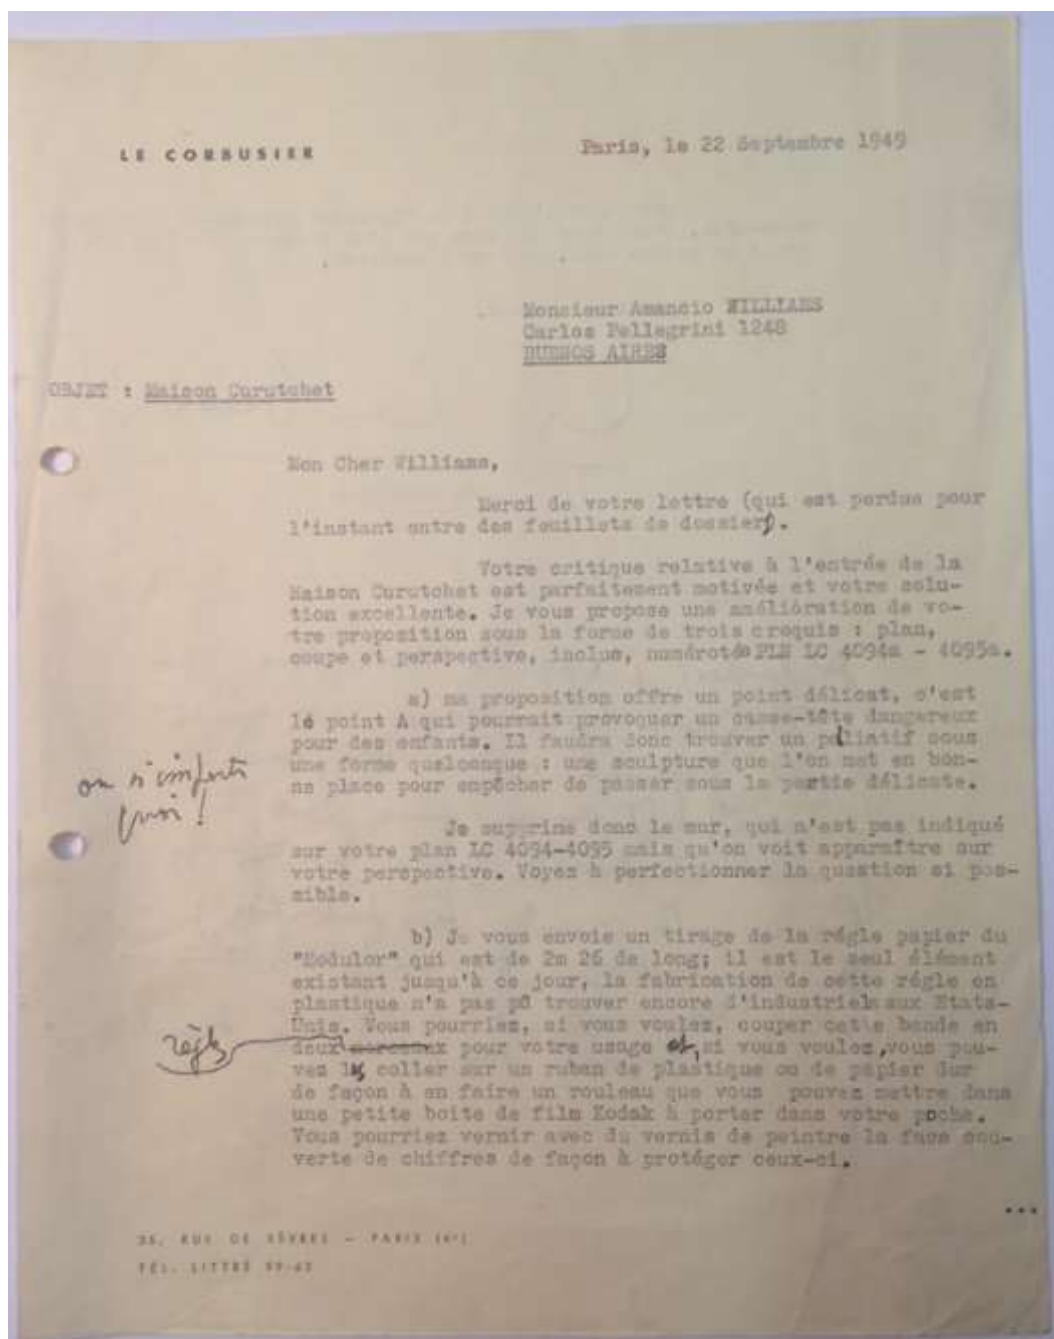 LE CORBUSIER
Paris, le 22 Septembre 1949
Monsieur Amancio WILLIAMS
Carlos Pellegrini 1248
BUENOS AIRES
OBJET : Maison Curutchet
Mon Cher Williams,
Merci de votre lettre (qui est perdue pour
l'instant entre des feuillets de dossier).
Votre critique relative à l'entrée de la
Maison Curutchet est parfaitement motivée et votre solu-
tion excellente. Je vous propose une amélioration de vo-
tre proposition sous la forme de trois croquis : plan,
coupe et perspective, inclus, numérotés PLN LC 4094a - 4095a.
a) ma proposition offre un point délicat, c'est
le point A qui pourrait provoquer un casse-tête dangereux
pour des enfants. Il faudra donc trouver un palliatif sous
une forme quelconque : une sculpture que l'on met en bon-
ne place pour empêcher de passer sous la partie délicate.
ou n'importe
quoi !
Je supprime donc le mur, qui n'est pas indiqué
sur votre plan LC 4094-4095 mais qu'on voit apparaître sur
votre perspective. Voyez à perfectionner la question si pos-
sible.
b) Je vous envoie un tirage de la régle papier du
"Modulor" qui est de 2m 26 de long; il est le seul élément
existant jusqu'à ce jour, la fabrication de cette régle en
plastique n'a pas pû trouver encore d'industriel aux Etats-
Unis. Vous pourriez, si vous voulez, couper cette bande en
règle
deux morceaux pour votre usage et, si vous voulez, vous pou-
vez la coller sur un ruban de plastique ou de papier dur
de façon à en faire un rouleau que vous pouvez mettre dans
une petite boite de film Kodak à porter dans votre poche.
Vous pourriez vernir avec du vernis de peintre la face cou-
verte de chiffres de façon à protéger ceux-ci.
...
35, RUE DE SÈVRES - PARIS (6e)
TÉL. LITTRÉ